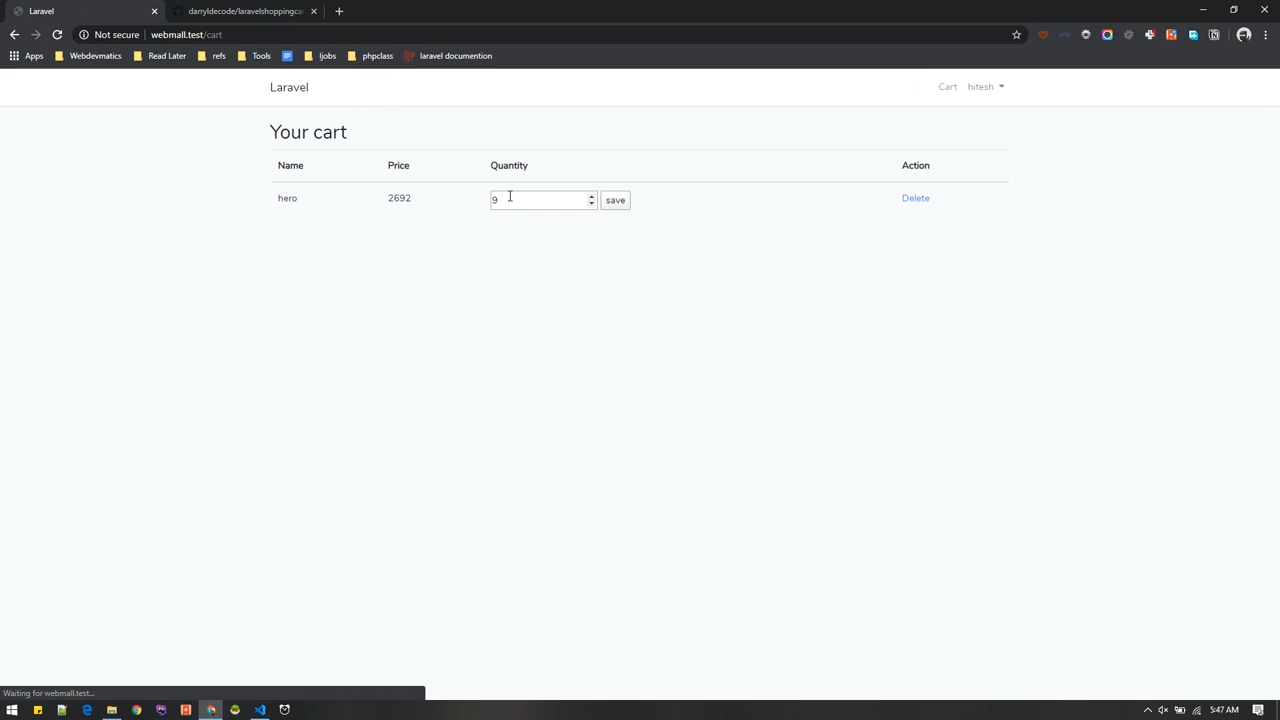 Laravel
darryldecode/laravelshoppingca
Not secure
webmall.test/cart
Apps
Webdevmatics
Read Later
refs
Tools
ljobs
phpclass
laravel documention
Laravel
Cart
hitesh
Your cart
Name
Price
Quantity
Action
hero
2692
9
save
Delete
Waiting for webmall.test...
5:47 AM